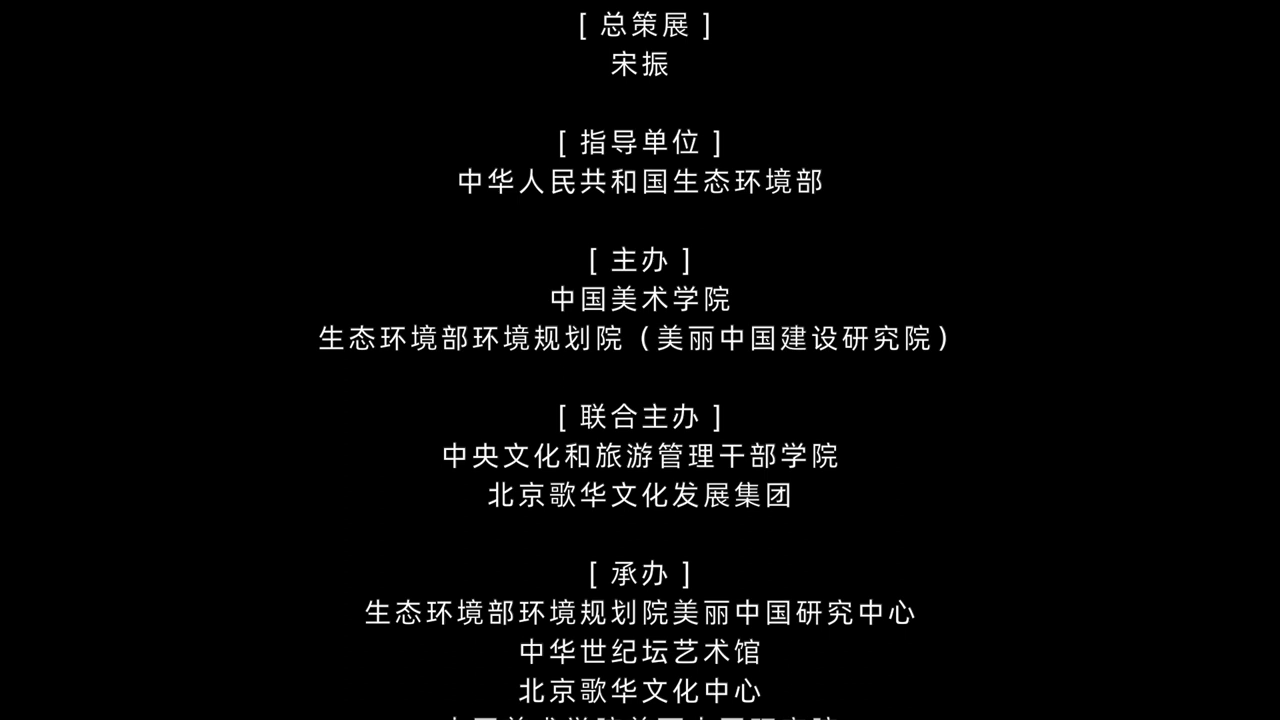 [ 总策展 ]
宋振
[ 指导单位 ]
中华人民共和国生态环境部
[ 主办 ]
中国美术学院
生态环境部环境规划院（美丽中国建设研究院）
[ 联合主办 ]
中央文化和旅游管理干部学院
北京歌华文化发展集团
[ 承办 ]
生态环境部环境规划院美丽中国研究中心
中华世纪坛艺术馆
北京歌华文化中心